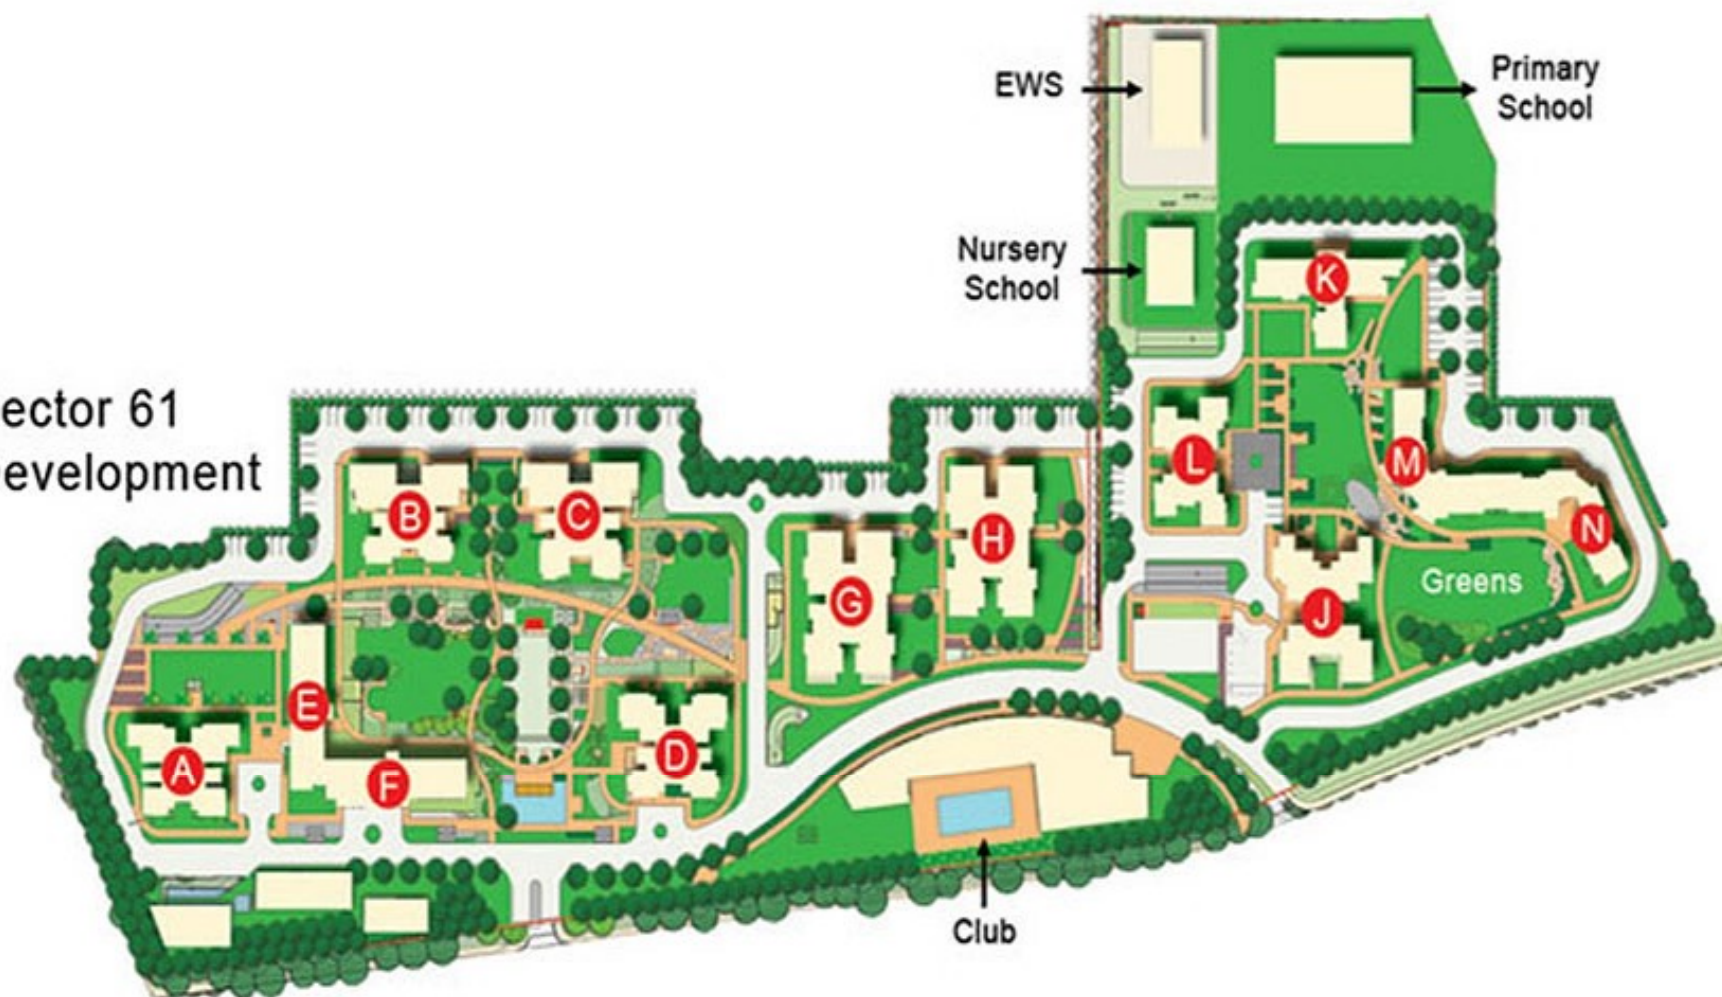 EWS
Primary
School
Nursery
School
K
ector 61
evelopment
L
M
B
C
H
N
G
Greens
J
E
D
A
F
Club